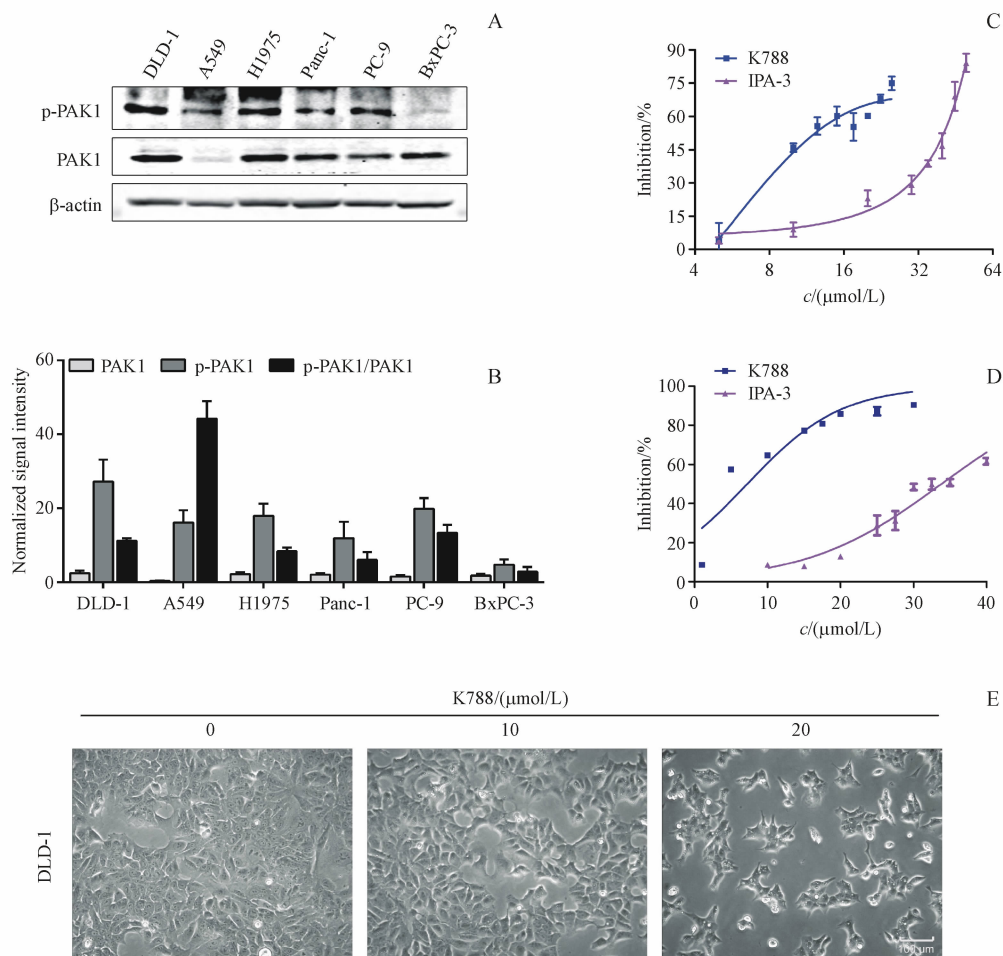 A
DLD-1 A549 H1975 Panc-1 PC-9 BxPC-3
p-PAK1
PAK1
β-actin
C
K788
IPA-3
90
75
60
45
30
15
0
Inhibition/%
4 8 16 32 64
c/(μmol/L)
B
PAK1 p-PAK1 p-PAK1/PAK1
60
40
20
0
Normalized signal intensity
DLD-1 A549 H1975 Panc-1 PC-9 BxPC-3
D
K788
IPA-3
100
80
60
40
20
0
Inhibition/%
0 10 20 30 40
c/(μmol/L)
E
K788/(μmol/L)
0 10 20
DLD-1
100 μm